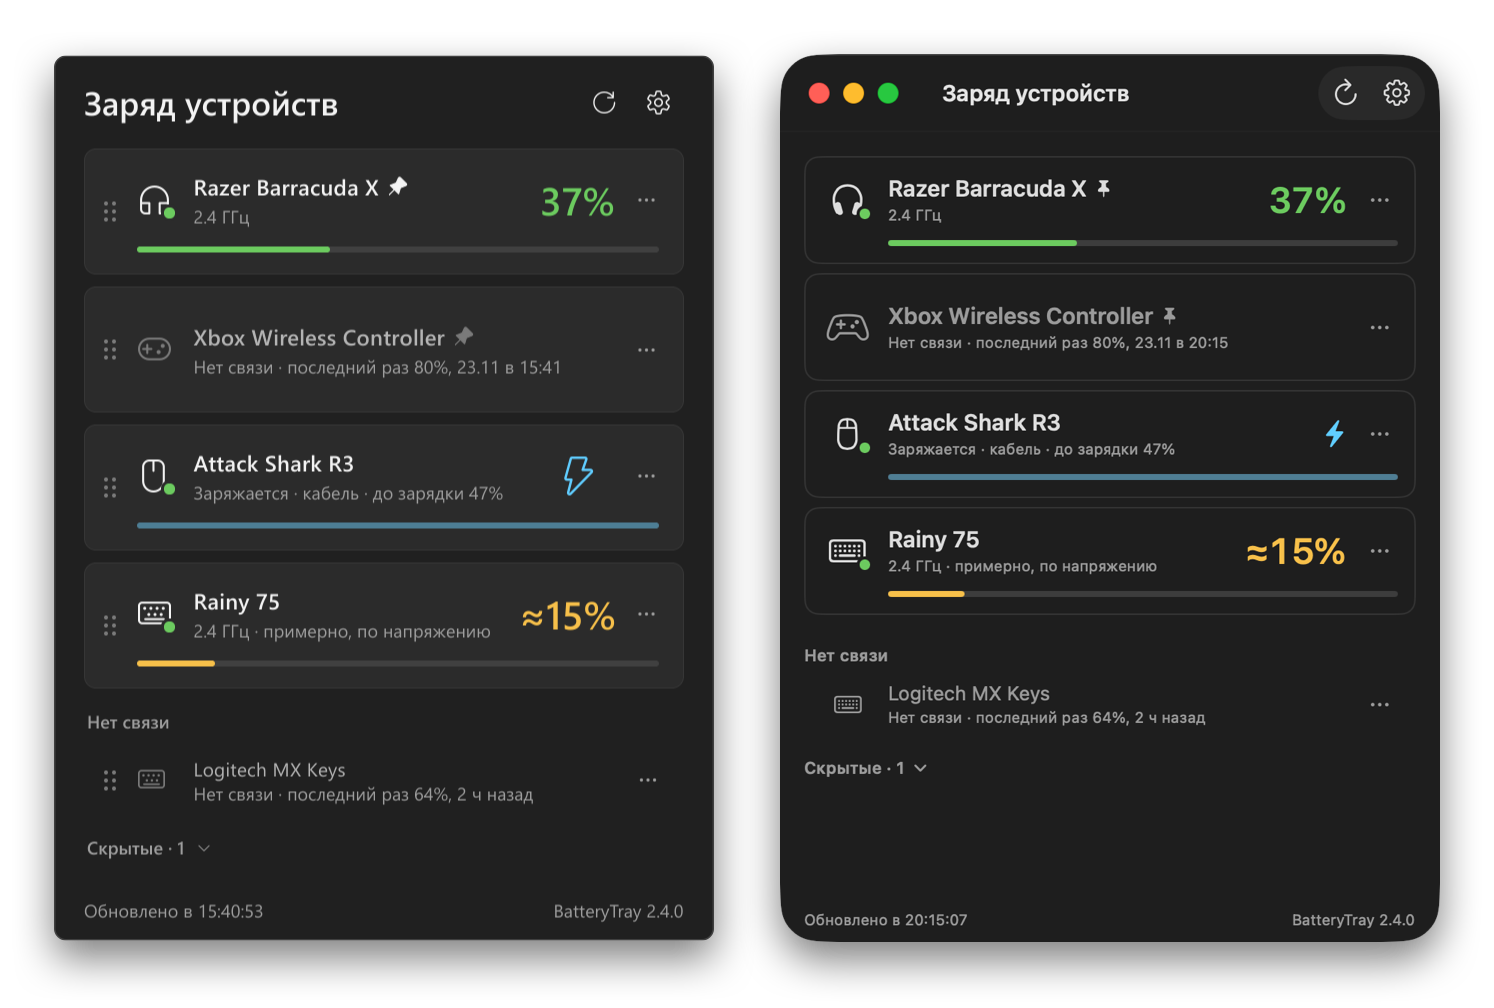 Заряд устройств
Razer Barracuda X
2.4 ГГц
37%
Xbox Wireless Controller
Нет связи · последний раз 80%, 23.11 в 15:41
Attack Shark R3
Заряжается · кабель · до зарядки 47%
Rainy 75
2.4 ГГц · примерно, по напряжению
≈15%
Нет связи
Logitech MX Keys
Нет связи · последний раз 64%, 2 ч назад
Скрытые · 1
Обновлено в 15:40:53
BatteryTray 2.4.0
Заряд устройств
Razer Barracuda X
2.4 ГГц
37%
Xbox Wireless Controller
Нет связи · последний раз 80%, 23.11 в 20:15
Attack Shark R3
Заряжается · кабель · до зарядки 47%
Rainy 75
2.4 ГГц · примерно, по напряжению
≈15%
Нет связи
Logitech MX Keys
Нет связи · последний раз 64%, 2 ч назад
Скрытые · 1
Обновлено в 20:15:07
BatteryTray 2.4.0